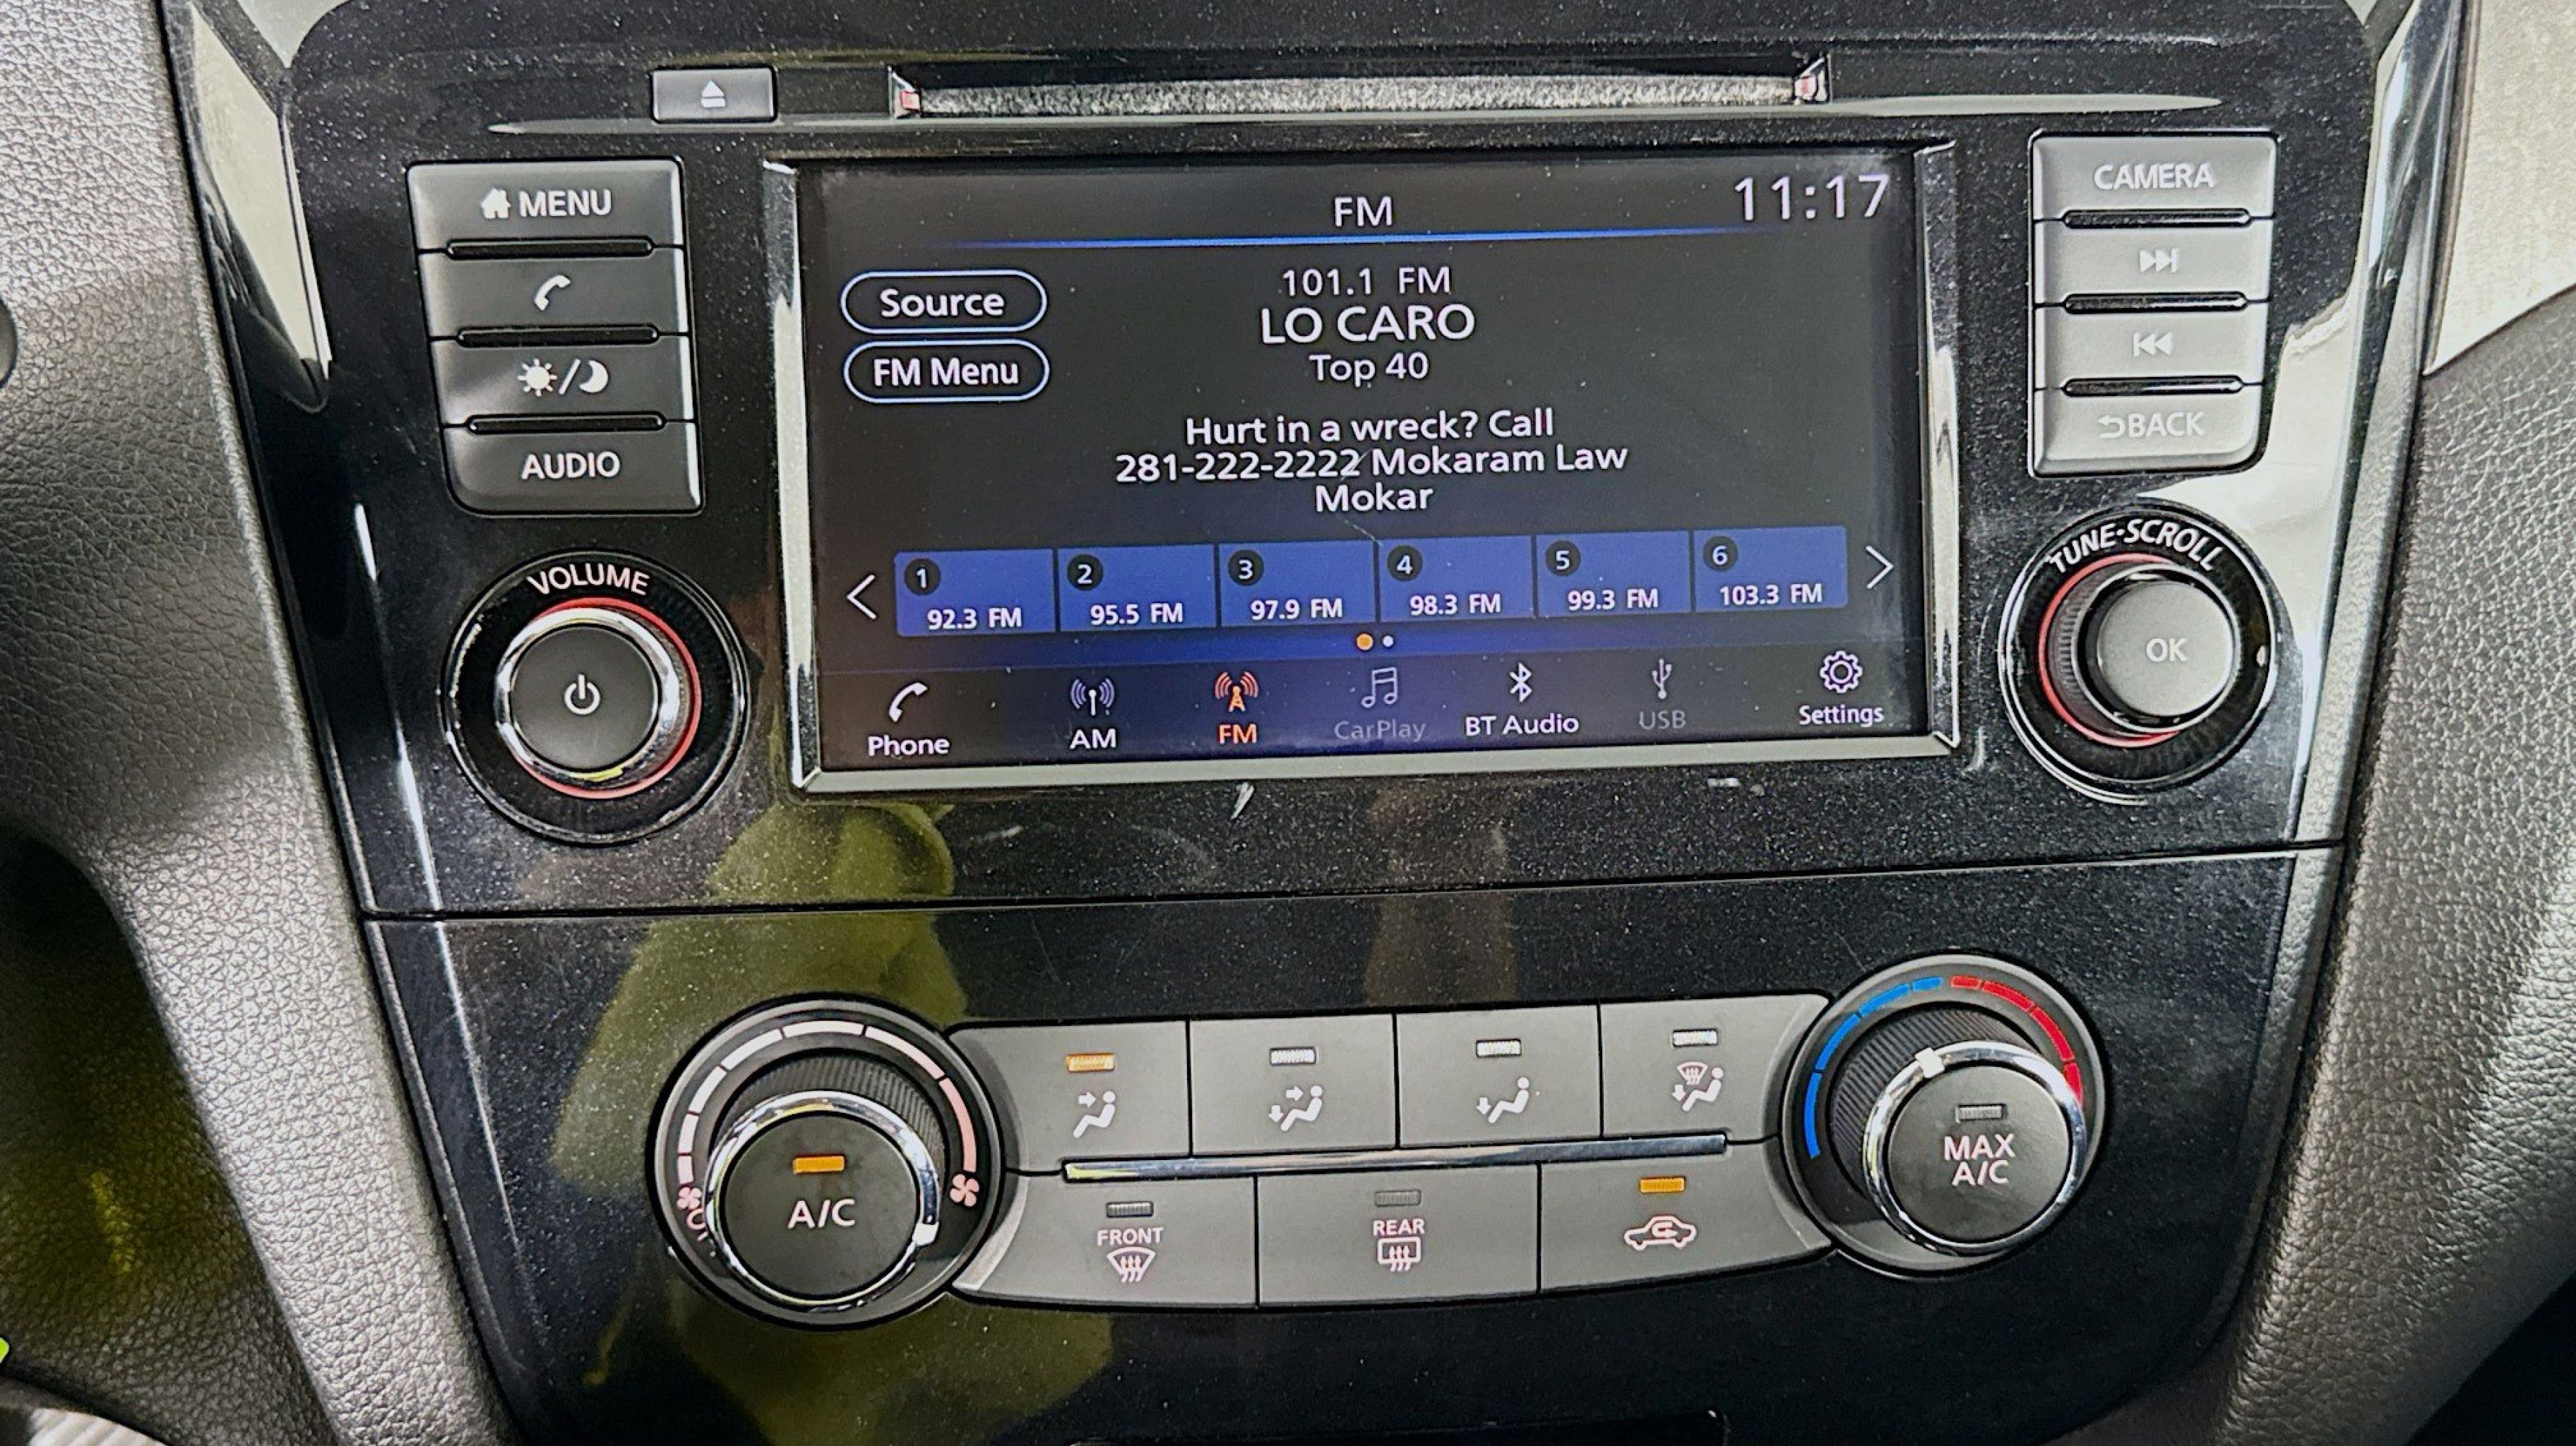 MENU
AUDIO
VOLUME
FM
11:17
Source
FM Menu
101.1 FM
LO CARO
Top 40
Hurt in a wreck? Call
281-222-2222 Mokaram Law
Mokar
1
92.3 FM
2
95.5 FM
3
97.9 FM
4
98.3 FM
5
99.3 FM
6
103.3 FM
Phone
AM
FM
CarPlay
BT Audio
USB
Settings
CAMERA
BACK
TUNE·SCROLL
OK
A/C
FRONT
REAR
MAX
A/C